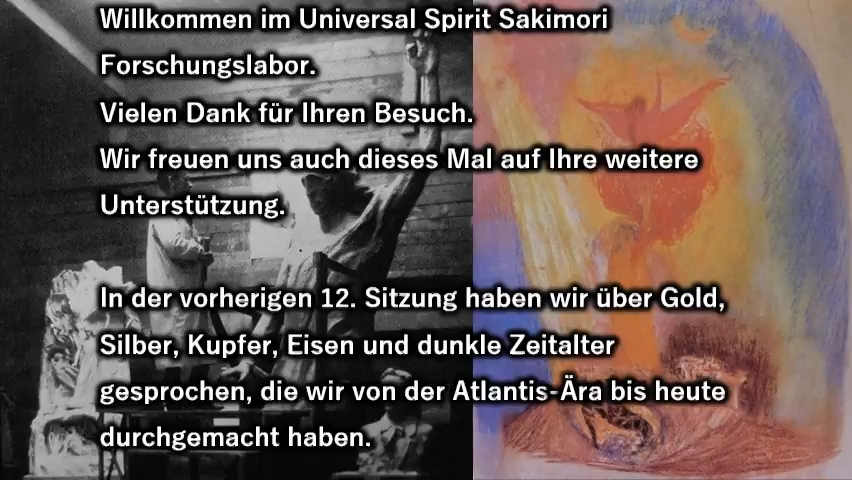 Willkommen im Universal Spirit Sakimori
Forschungslabor.
Vielen Dank für Ihren Besuch.
Wir freuen uns auch dieses Mal auf Ihre weitere
Unterstützung.
In der vorherigen 12. Sitzung haben wir über Gold,
Silber, Kupfer, Eisen und dunkle Zeitalter
gesprochen, die wir von der Atlantis-Ära bis heute
durchgemacht haben.